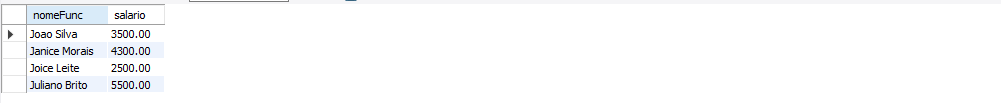 nomeFunc salario
Joao Silva 3500.00
Janice Morais 4300.00
Joice Leite 2500.00
Juliano Brito 5500.00